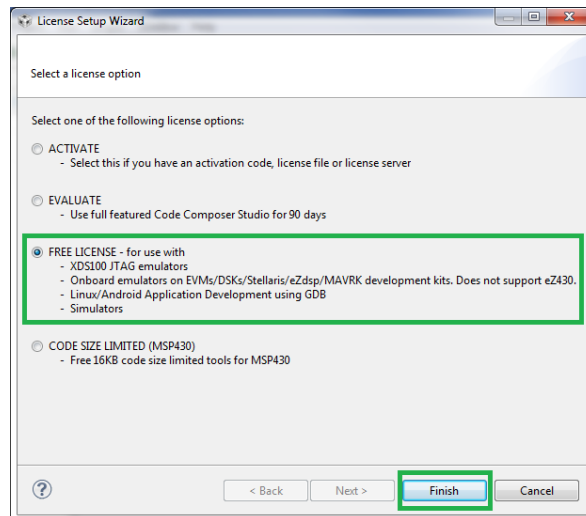 License Setup Wizard
Select a license option
Select one of the following license options:
ACTIVATE
- Select this if you have an activation code, license file or license server
EVALUATE
- Use full featured Code Composer Studio for 90 days
FREE LICENSE - for use with
- XDS100 JTAG emulators
- Onboard emulators on EVMs/DSKs/Stellaris/eZdsp/MAVRK development kits. Does not support eZ430.
- Linux/Android Application Development using GDB
- Simulators
CODE SIZE LIMITED (MSP430)
- Free 16KB code size limited tools for MSP430
? < Back Next > Finish Cancel